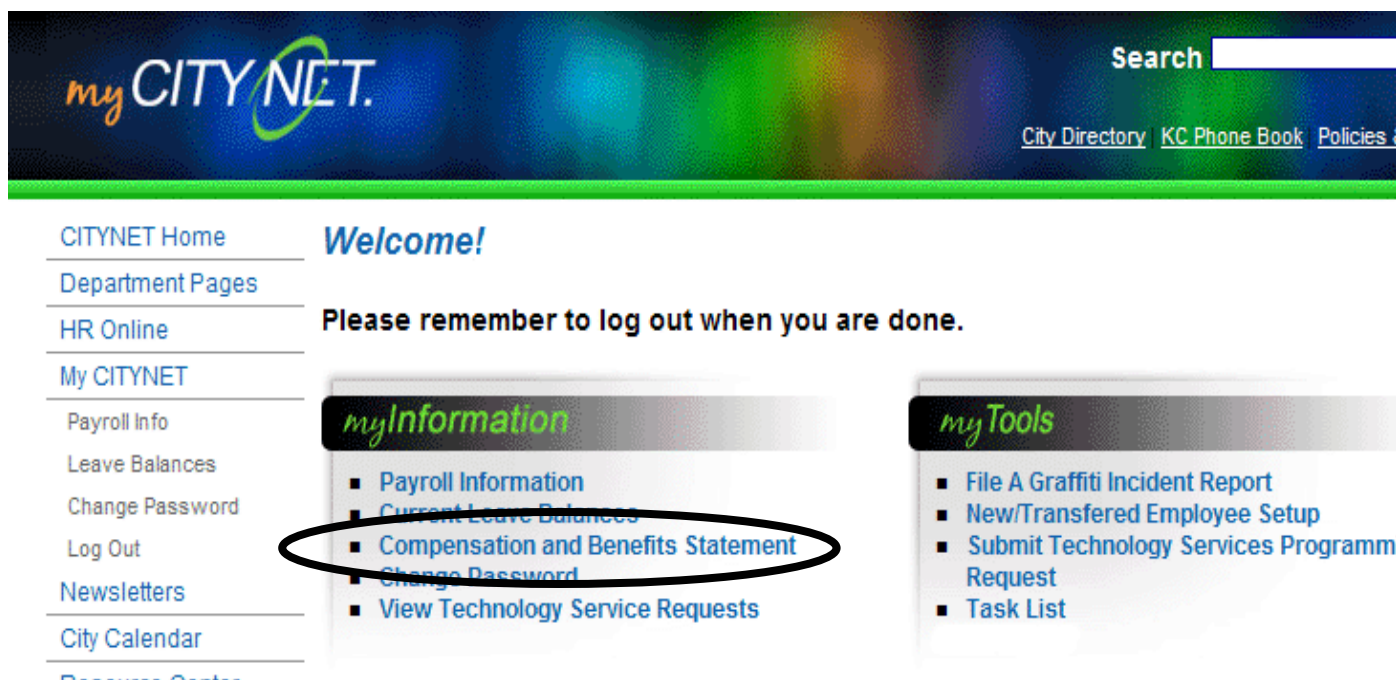 my CITYNET.
Search
City Directory KC Phone Book Policies
CITYNET Home
Department Pages
HR Online
My CITYNET
Payroll Info
Leave Balances
Change Password
Log Out
Newsletters
City Calendar
Resource Center
Welcome!
Please remember to log out when you are done.
myInformation
Payroll Information
Current Leave Balances
Compensation and Benefits Statement
Change Password
View Technology Service Requests
myTools
File A Graffiti Incident Report
New/Transfered Employee Setup
Submit Technology Services Programm
Request
Task List